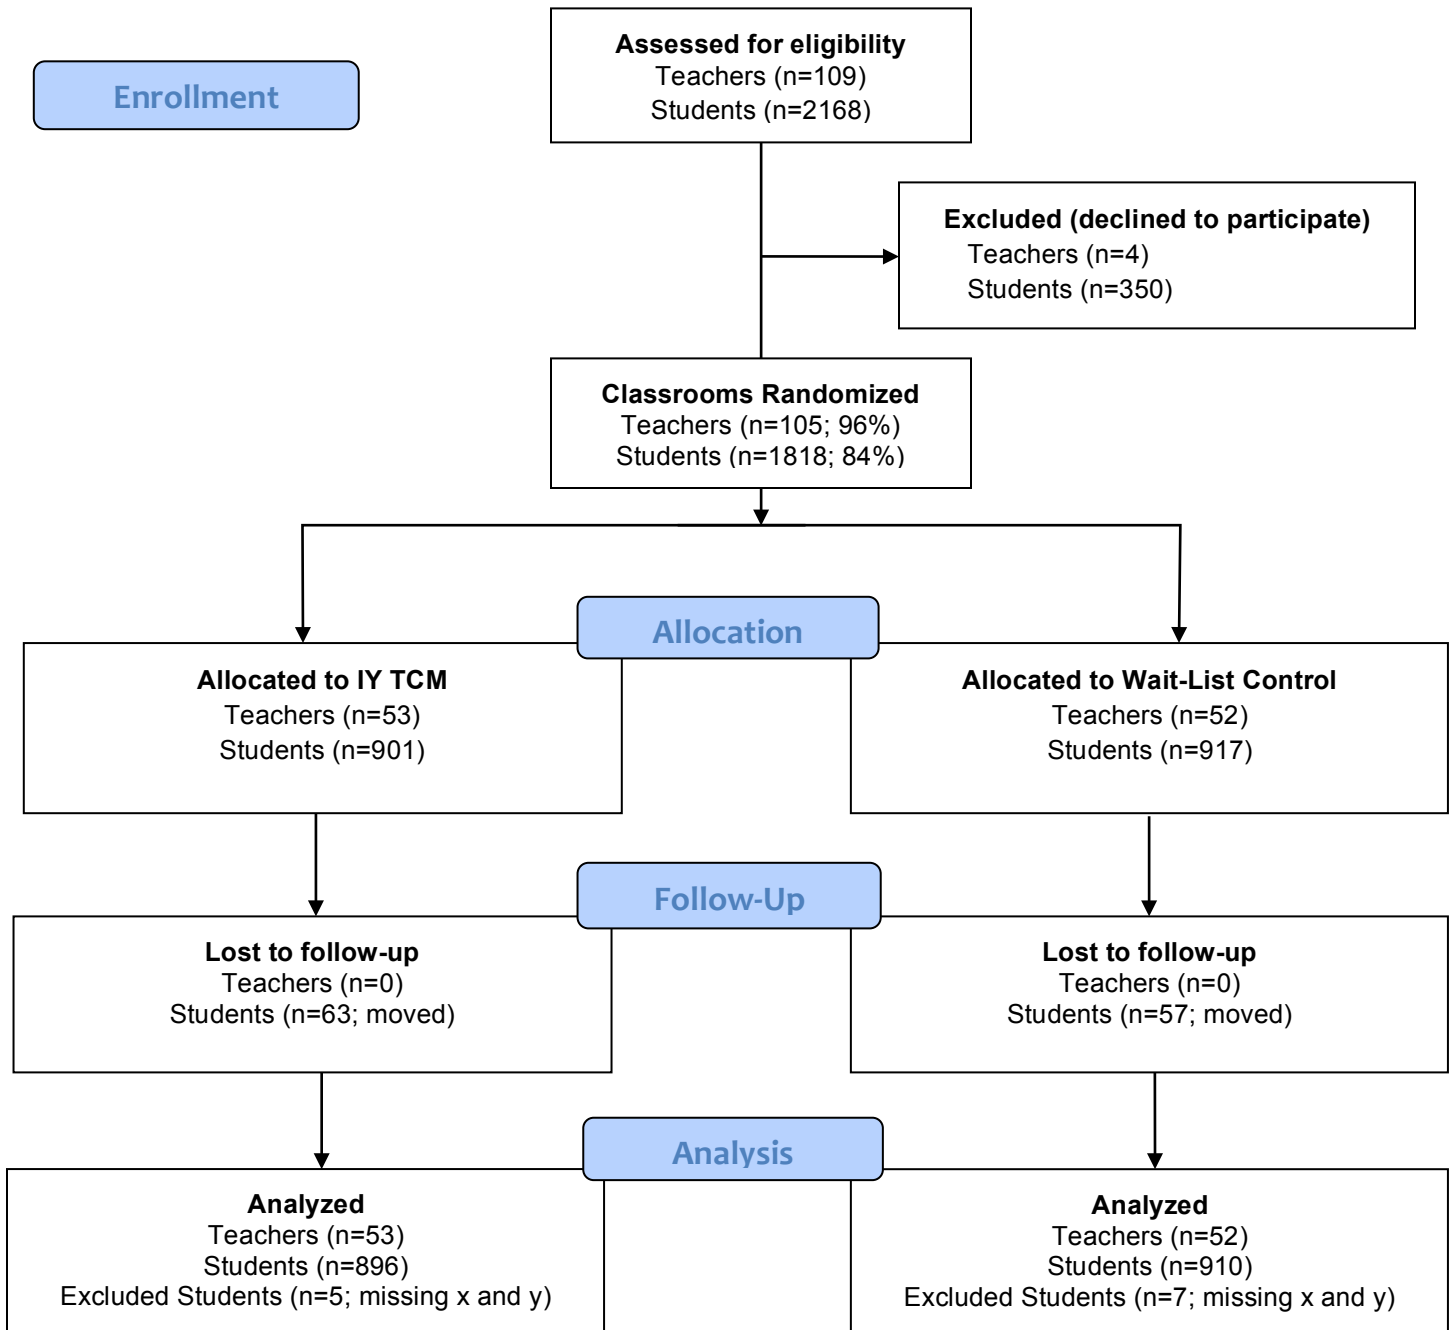 Enrollment
Assessed for eligibility
Teachers (n=109)
Students (n=2168)
Excluded (declined to participate)
Teachers (n=4)
Students (n=350)
Classrooms Randomized
Teachers (n=105; 96%)
Students (n=1818; 84%)
Allocation
Allocated to IY TCM
Teachers (n=53)
Students (n=901)
Allocated to Wait-List Control
Teachers (n=52)
Students (n=917)
Follow-Up
Lost to follow-up
Teachers (n=0)
Students (n=63; moved)
Lost to follow-up
Teachers (n=0)
Students (n=57; moved)
Analysis
Analyzed
Teachers (n=53)
Students (n=896)
Excluded Students (n=5; missing x and y)
Analyzed
Teachers (n=52)
Students (n=910)
Excluded Students (n=7; missing x and y)